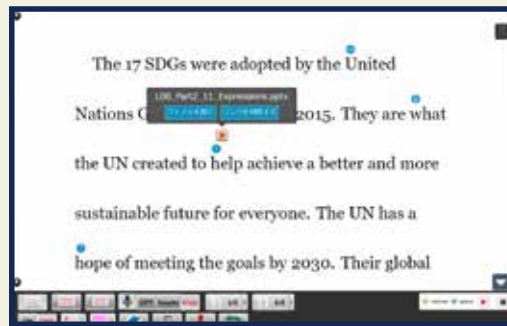 The 17 SDGs were adopted by the United
LOO_Part2_11_Expressions.pptx
Nations 2015. They are what
the UN created to help achieve a better and more
sustainable future for everyone. The UN has a
hope of meeting the goals by 2030. Their global